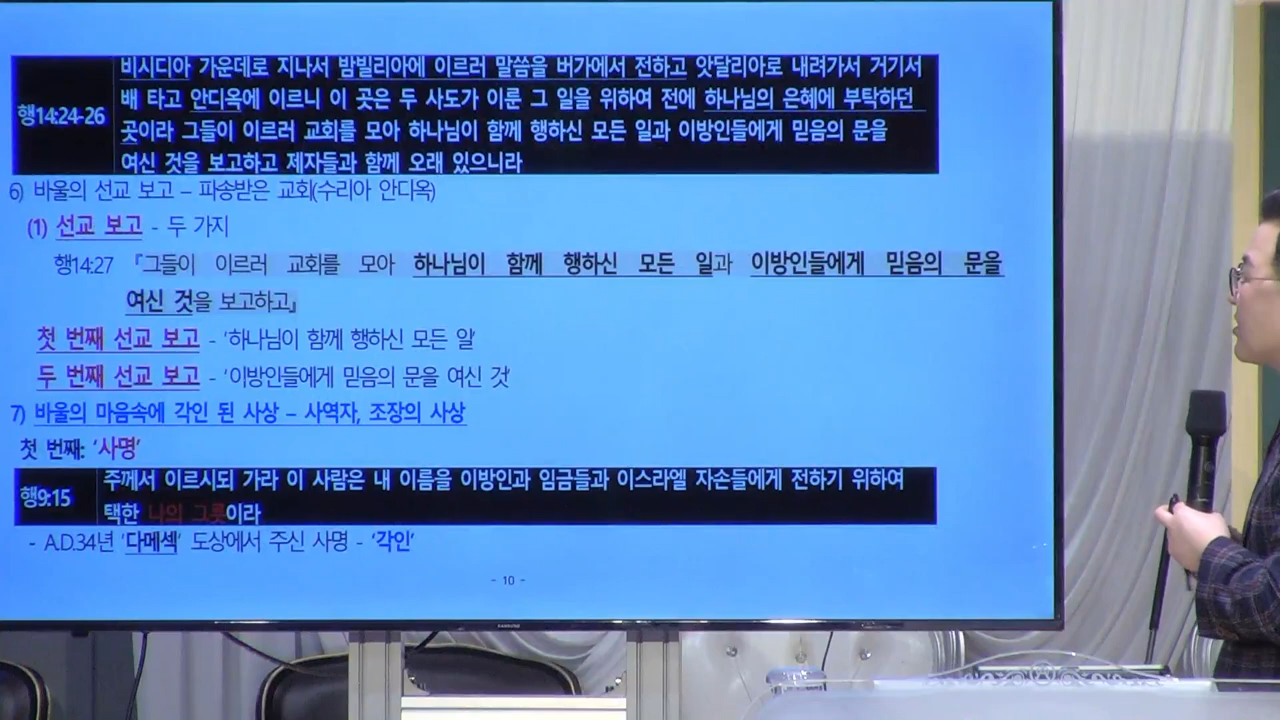 비시디아 가운데로 지나서 밤빌리아에 이르러 말씀을 버가에서 전하고 앗달리아로 내려가서 거기서
행14:24-26
배 타고 안디옥에 이르니 이 곳은 두 사도가 이룬 그 일을 위하여 전에 하나님의 은혜에 부탁하던
곳이라 그들이 이르러 교회를 모아 하나님이 함께 행하신 모든 일과 이방인들에게 믿음의 문을
여신 것을 보고하고 제자들과 함께 오래 있으니라
6) 바울의 선교 보고 – 파송받은 교회(수리아 안디옥)
(1) 선교 보고 - 두 가지
행14:27 『그들이 이르러 교회를 모아 하나님이 함께 행하신 모든 일과 이방인들에게 믿음의 문을
여신 것을 보고하고』
첫 번째 선교 보고 - '하나님이 함께 행하신 모든 일'
두 번째 선교 보고 - '이방인들에게 믿음의 문을 여신 것'
7) 바울의 마음속에 각인 된 사상 – 사역자, 조장의 사상
첫 번째: '사명'
주께서 이르시되 가라 이 사람은 내 이름을 이방인과 임금들과 이스라엘 자손들에게 전하기 위하여
행9:15
택한 나의 그릇이라
- A.D.34년 '다메섹' 도상에서 주신 사명 - '각인'
- 10 -
SAMSUNG